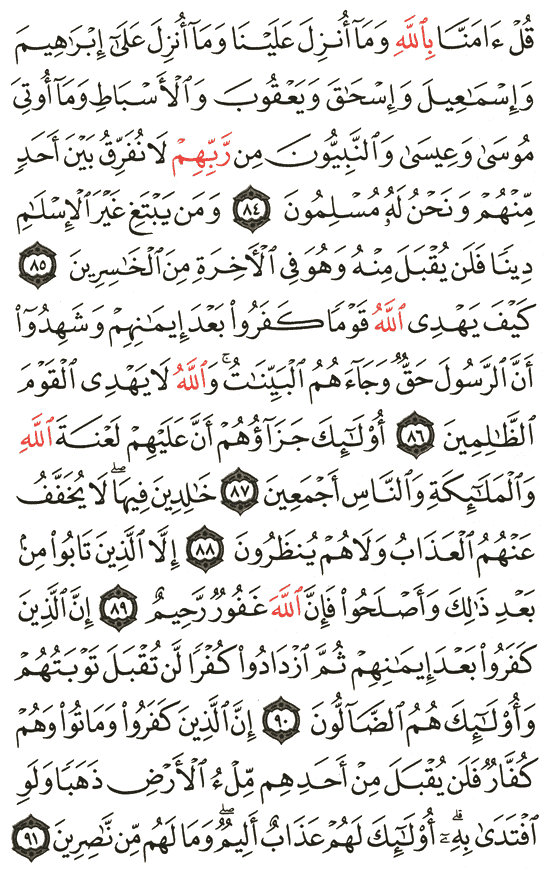 قُلْ ءَامَنَّا بِٱللَّهِ وَمَآ أُنزِلَ عَلَيْنَا وَمَآ أُنزِلَ عَلَىٰٓ إِبْرَٰهِيمَ
وَإِسْمَٰعِيلَ وَإِسْحَٰقَ وَيَعْقُوبَ وَٱلْأَسْبَاطِ وَمَآ أُوتِىَ
مُوسَىٰ وَعِيسَىٰ وَٱلنَّبِيُّونَ مِن رَّبِّهِمْ لَا نُفَرِّقُ بَيْنَ أَحَدٍ
مِّنْهُمْ وَنَحْنُ لَهُۥ مُسْلِمُونَ ٨٤ وَمَن يَبْتَغِ غَيْرَ ٱلْإِسْلَٰمِ
دِينًا فَلَن يُقْبَلَ مِنْهُ وَهُوَ فِى ٱلْأَخِرَةِ مِنَ ٱلْخَٰسِرِينَ ٨٥
كَيْفَ يَهْدِى ٱللَّهُ قَوْمًا كَفَرُوا۟ بَعْدَ إِيمَٰنِهِمْ وَشَهِدُوٓا۟
أَنَّ ٱلرَّسُولَ حَقٌّ وَجَآءَهُمُ ٱلْبَيِّنَٰتُ ۚ وَٱللَّهُ لَا يَهْدِى ٱلْقَوْمَ
ٱلظَّٰلِمِينَ ٨٦ أُو۟لَٰٓئِكَ جَزَآؤُهُمْ أَنَّ عَلَيْهِمْ لَعْنَةَ ٱللَّهِ
وَٱلْمَلَٰٓئِكَةِ وَٱلنَّاسِ أَجْمَعِينَ ٨٧ خَٰلِدِينَ فِيهَا ۖ لَا يُخَفَّفُ
عَنْهُمُ ٱلْعَذَابُ وَلَا هُمْ يُنظَرُونَ ٨٨ إِلَّا ٱلَّذِينَ تَابُوا۟ مِنۢ
بَعْدِ ذَٰلِكَ وَأَصْلَحُوا۟ فَإِنَّ ٱللَّهَ غَفُورٌ رَّحِيمٌ ٨٩ إِنَّ ٱلَّذِينَ
كَفَرُوا۟ بَعْدَ إِيمَٰنِهِمْ ثُمَّ ٱزْدَادُوا۟ كُفْرًا لَّن تُقْبَلَ تَوْبَتُهُمْ
وَأُو۟لَٰٓئِكَ هُمُ ٱلضَّآلُّونَ ٩٠ إِنَّ ٱلَّذِينَ كَفَرُوا۟ وَمَاتُوا۟ وَهُمْ
كُفَّارٌ فَلَن يُقْبَلَ مِنْ أَحَدِهِم مِّلْءُ ٱلْأَرْضِ ذَهَبًا وَلَوِ
ٱفْتَدَىٰ بِهِۦٓ ۗ أُو۟لَٰٓئِكَ لَهُمْ عَذَابٌ أَلِيمٌ ۖ وَمَا لَهُم مِّن نَّٰصِرِينَ ٩١